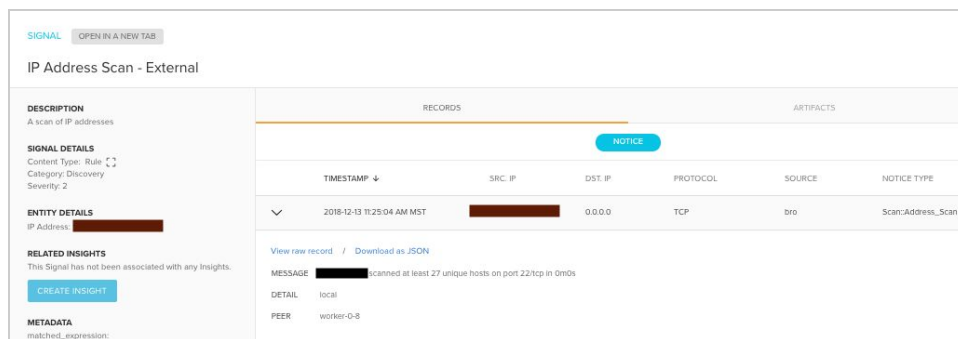 SIGNAL OPEN IN A NEW TAB
IP Address Scan - External
DESCRIPTION
A scan of IP addresses
SIGNAL DETAILS
Content Type: Rule
Category: Discovery
Severity: 2
ENTITY DETAILS
IP Address:
RELATED INSIGHTS
This Signal has not been associated with any Insights.
CREATE INSIGHT
METADATA
matched_expression:
RECORDS ARTIFACTS
NOTICE
TIMESTAMP SRC. IP DST. IP PROTOCOL SOURCE NOTICE TYPE
2018-12-13 11:25:04 AM MST 0.0.0.0 TCP bro Scan::Address_Scan
View raw record / Download as JSON
MESSAGE scanned at least 27 unique hosts on port 22/tcp in 0m0s
DETAIL local
PEER worker-0-8